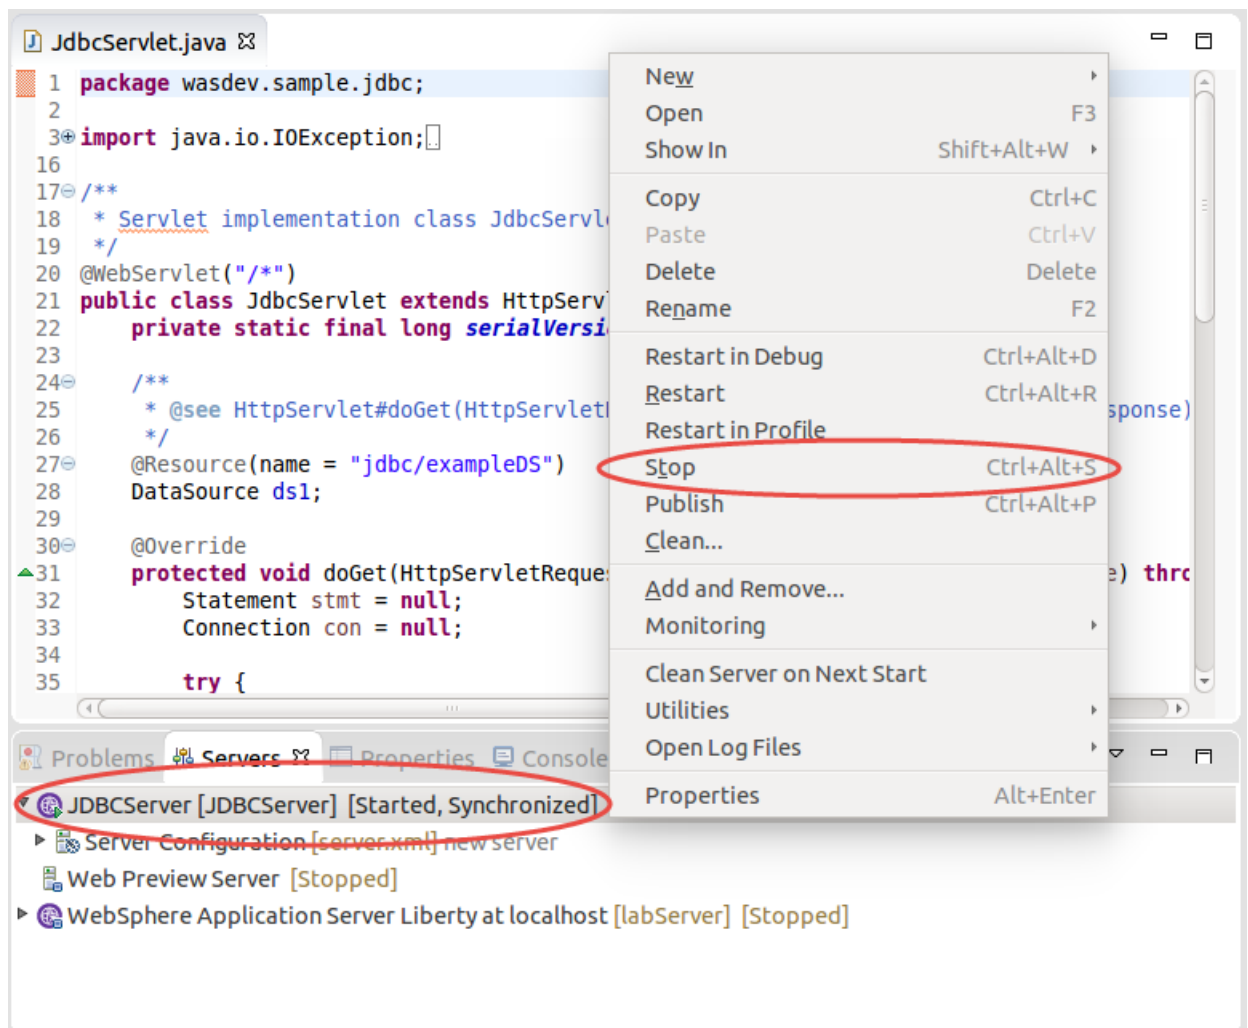 JdbcServlet.java
1 package wasdev.sample.jdbc;
2
3 import java.io.IOException;
16
17 /**
18 * Servlet implementation class JdbcServle
19 */
20 @WebServlet("/*")
21 public class JdbcServlet extends HttpServl
22 private static final long serialVersi
23
24 /**
25 * @see HttpServlet#doGet(HttpServlet sponse)
26 */
27 @Resource(name = "jdbc/exampleDS")
28 DataSource ds1;
29
30 @Override
31 protected void doGet(HttpServletReque e) thro
32 Statement stmt = null;
33 Connection con = null;
34
35 try {
New
Open F3
Show In Shift+Alt+W
Copy Ctrl+C
Paste Ctrl+V
Delete Delete
Rename F2
Restart in Debug Ctrl+Alt+D
Restart Ctrl+Alt+R
Restart in Profile
Stop Ctrl+Alt+S
Publish Ctrl+Alt+P
Clean...
Add and Remove...
Monitoring
Clean Server on Next Start
Utilities
Open Log Files
Properties Alt+Enter
Problems Servers Properties Console
JDBCServer [JDBCServer] [Started, Synchronized]
Server Configuration [server.xml] new server
Web Preview Server [Stopped]
WebSphere Application Server Liberty at localhost [labServer] [Stopped]